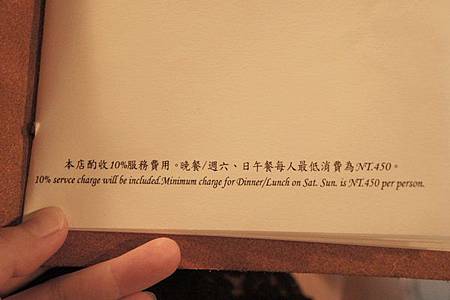 本店酌收10%服務費用。晚餐/週六、日午餐每人最低消費為NT.450。
10% servce charge will be included.Minimum charge for Dinner/Lunch on Sat. Sun. is NT.450 per person.